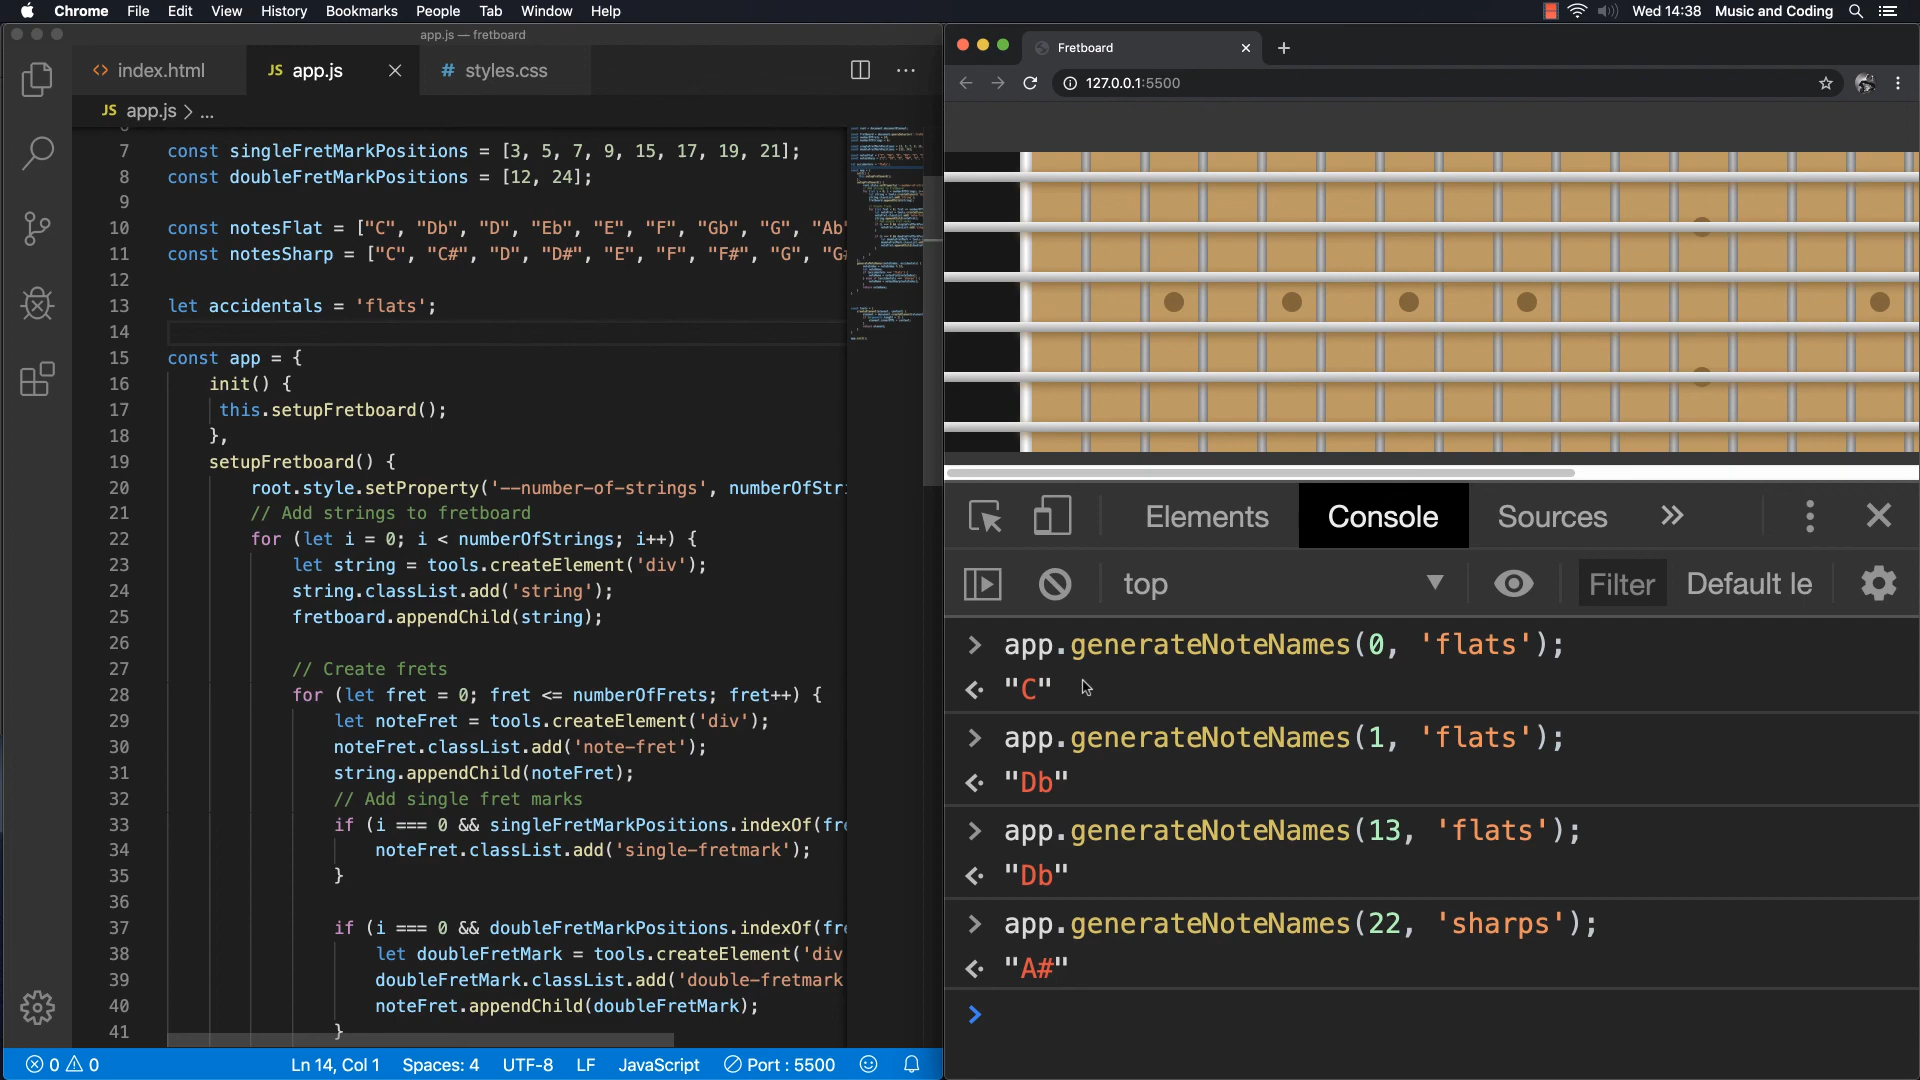 Chrome File Edit View History Bookmarks People Tab Window Help
Wed 14:38 Music and Coding
app.js — fretboard
<> index.html
JS app.js
# styles.css
JS app.js > ...
7 const singleFretMarkPositions = [3, 5, 7, 9, 15, 17, 19, 21];
8 const doubleFretMarkPositions = [12, 24];
9
10 const notesFlat = ["C", "Db", "D", "Eb", "E", "F", "Gb", "G", "Ab"
11 const notesSharp = ["C", "C#", "D", "D#", "E", "F", "F#", "G", "G#
12
13 let accidentals = 'flats';
14
15 const app = {
16 init() {
17 this.setupFretboard();
18 },
19 setupFretboard() {
20 root.style.setProperty('--number-of-strings', numberOfStri
21 // Add strings to fretboard
22 for (let i = 0; i < numberOfStrings; i++) {
23 let string = tools.createElement('div');
24 string.classList.add('string');
25 fretboard.appendChild(string);
26
27 // Create frets
28 for (let fret = 0; fret <= numberOfFrets; fret++) {
29 let noteFret = tools.createElement('div');
30 noteFret.classList.add('note-fret');
31 string.appendChild(noteFret);
32 // Add single fret marks
33 if (i === 0 && singleFretMarkPositions.indexOf(fre
34 noteFret.classList.add('single-fretmark');
35 }
36
37 if (i === 0 && doubleFretMarkPositions.indexOf(fre
38 let doubleFretMark = tools.createElement('div
39 doubleFretMark.classList.add('double-fretmark
40 noteFret.appendChild(doubleFretMark);
41 }
0 0 Ln 14, Col 1 Spaces: 4 UTF-8 LF JavaScript Port : 5500
Fretboard
127.0.0.1:5500
Elements Console Sources »
top Filter Default le
> app.generateNoteNames(0, 'flats');
"C"
> app.generateNoteNames(1, 'flats');
"Db"
> app.generateNoteNames(13, 'flats');
"Db"
> app.generateNoteNames(22, 'sharps');
"A#"
>